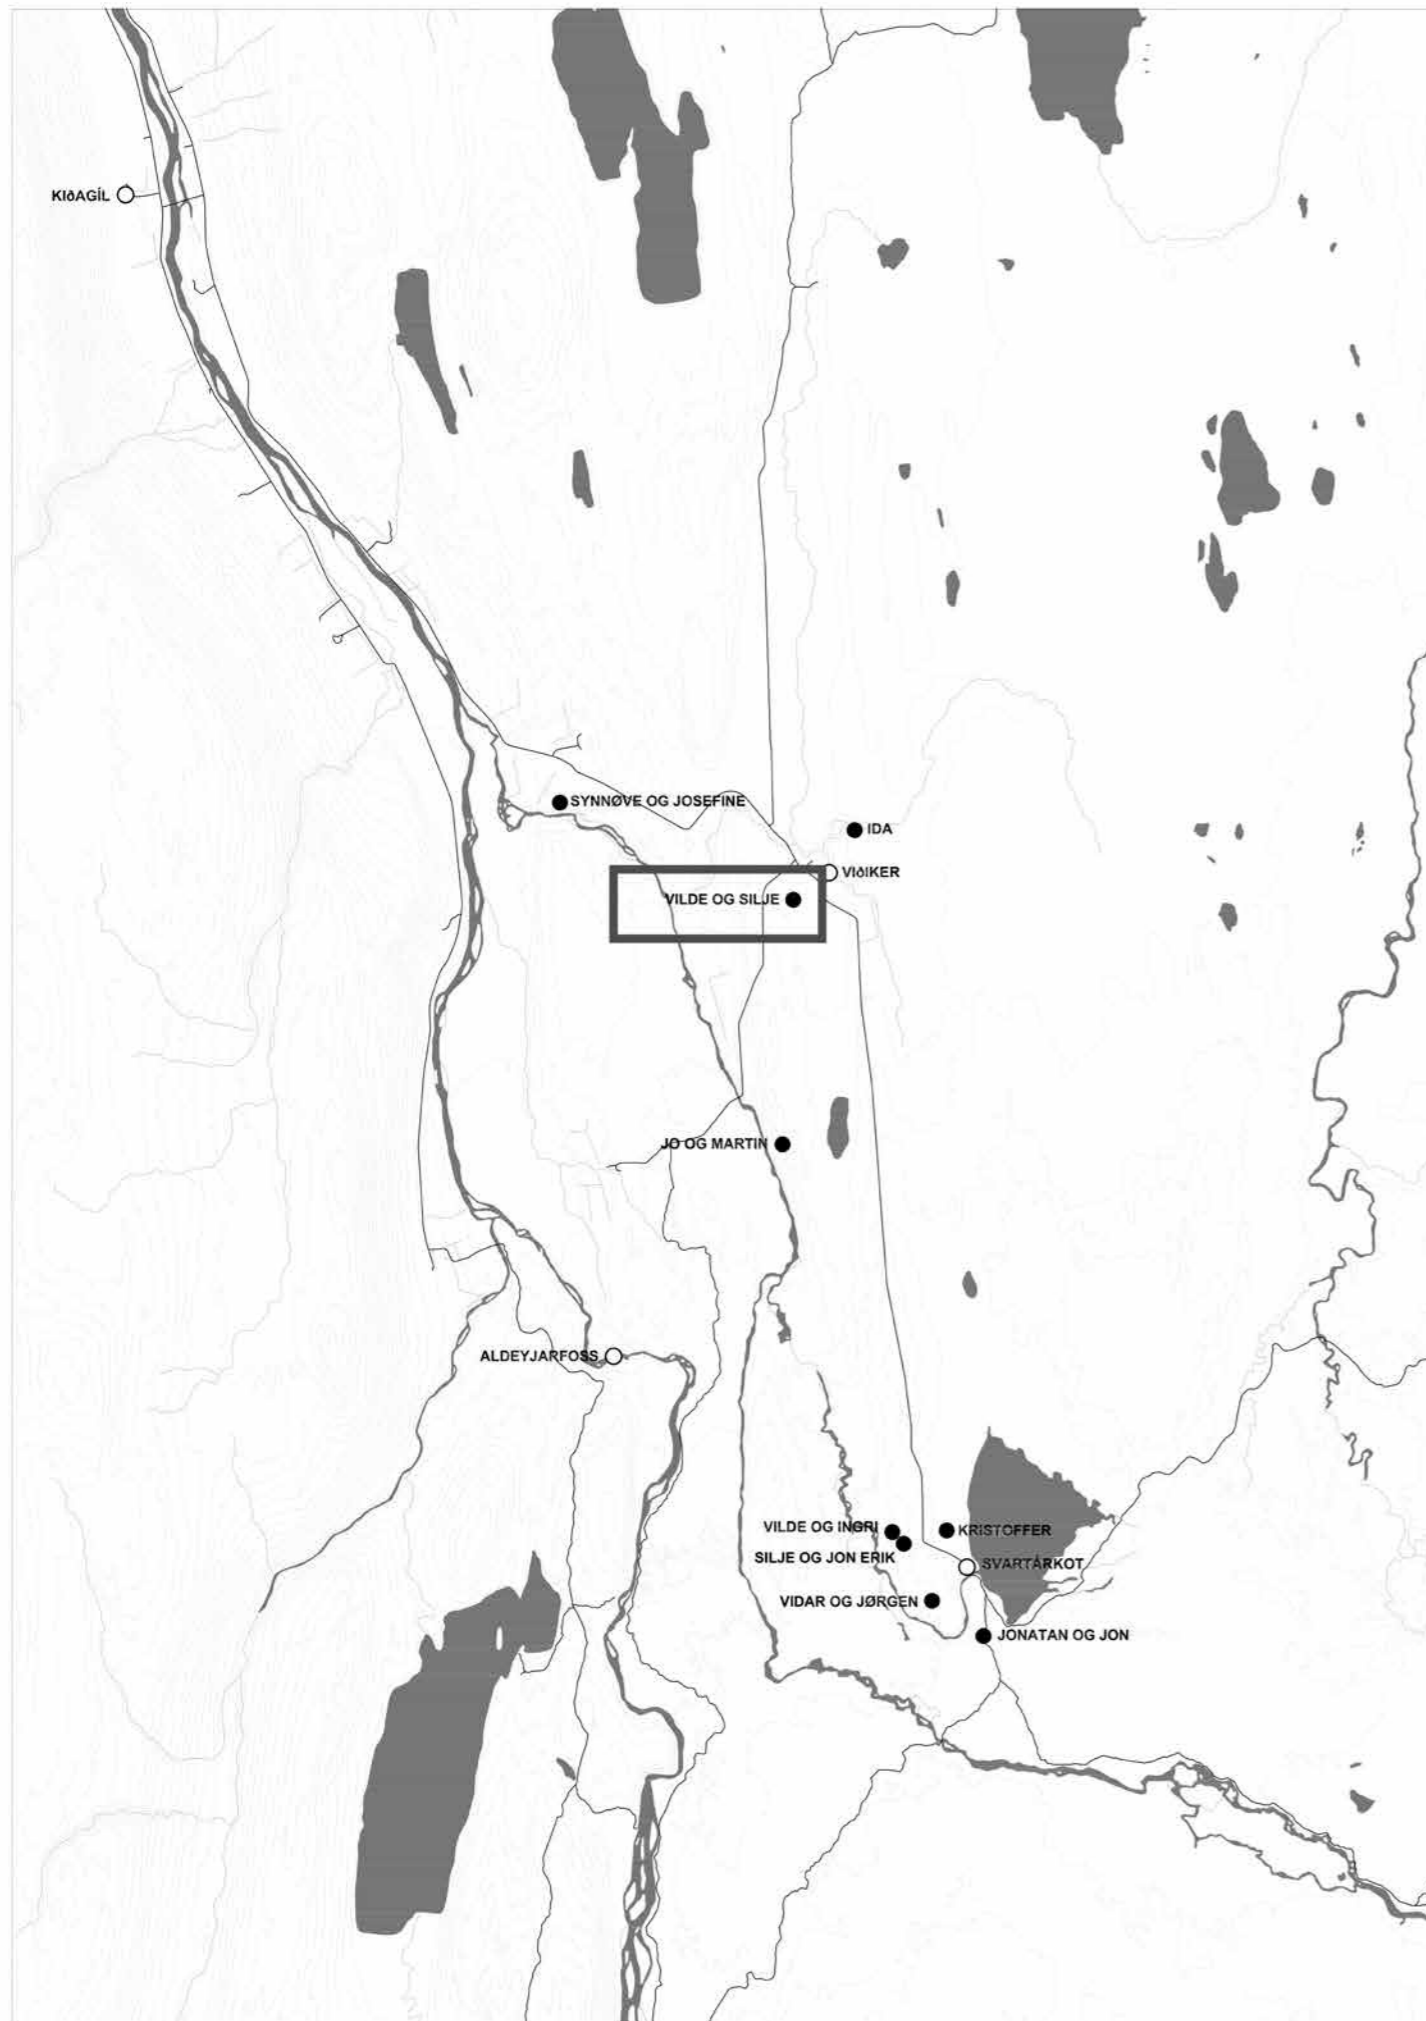 KIðAGÍL
SYNNØVE OG JOSEFINE
IDA
VIðIKER
VILDE OG SILJE
JO OG MARTIN
ALDEYJARFOSS
VILDE OG INGRI
KRISTOFFER
SILJE OG JON ERIK
SVARTÁRKOT
VIDAR OG JØRGEN
JONATAN OG JON